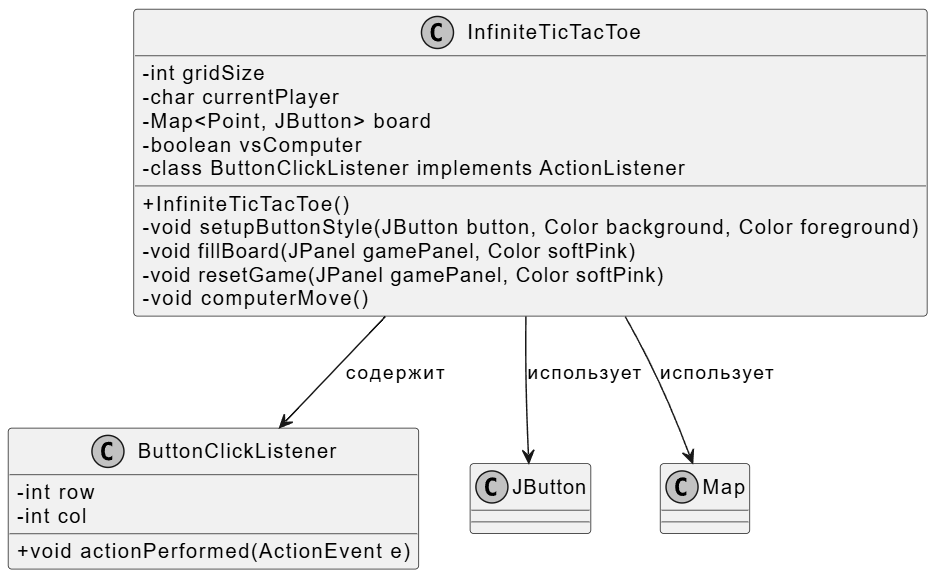 C InfiniteTicTacToe
-int gridSize
-char currentPlayer
-Map<Point, JButton> board
-boolean vsComputer
-class ButtonClickListener implements ActionListener
+InfiniteTicTacToe()
-void setupButtonStyle(JButton button, Color background, Color foreground)
-void fillBoard(JPanel gamePanel, Color softPink)
-void resetGame(JPanel gamePanel, Color softPink)
-void computerMove()
содержит
использует
использует
C ButtonClickListener
-int row
-int col
+void actionPerformed(ActionEvent e)
C JButton
C Map